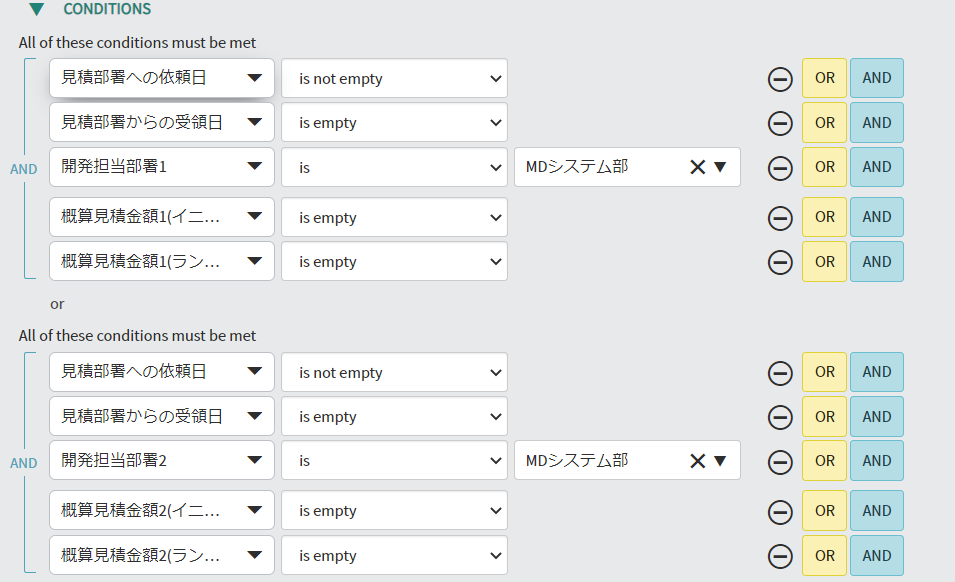 ▼ CONDITIONS
All of these conditions must be met
見積部署への依頼日 ▼ is not empty OR AND
見積部署からの受領日 ▼ is empty OR AND
AND
開発担当部署1 ▼ is MDシステム部 ✕ ▼ OR AND
概算見積金額1(イニ... ▼ is empty OR AND
概算見積金額1(ラン... ▼ is empty OR AND
or
All of these conditions must be met
見積部署への依頼日 ▼ is not empty OR AND
見積部署からの受領日 ▼ is empty OR AND
AND
開発担当部署2 ▼ is MDシステム部 ✕ ▼ OR AND
概算見積金額2(イニ... ▼ is empty OR AND
概算見積金額2(ラン... ▼ is empty OR AND